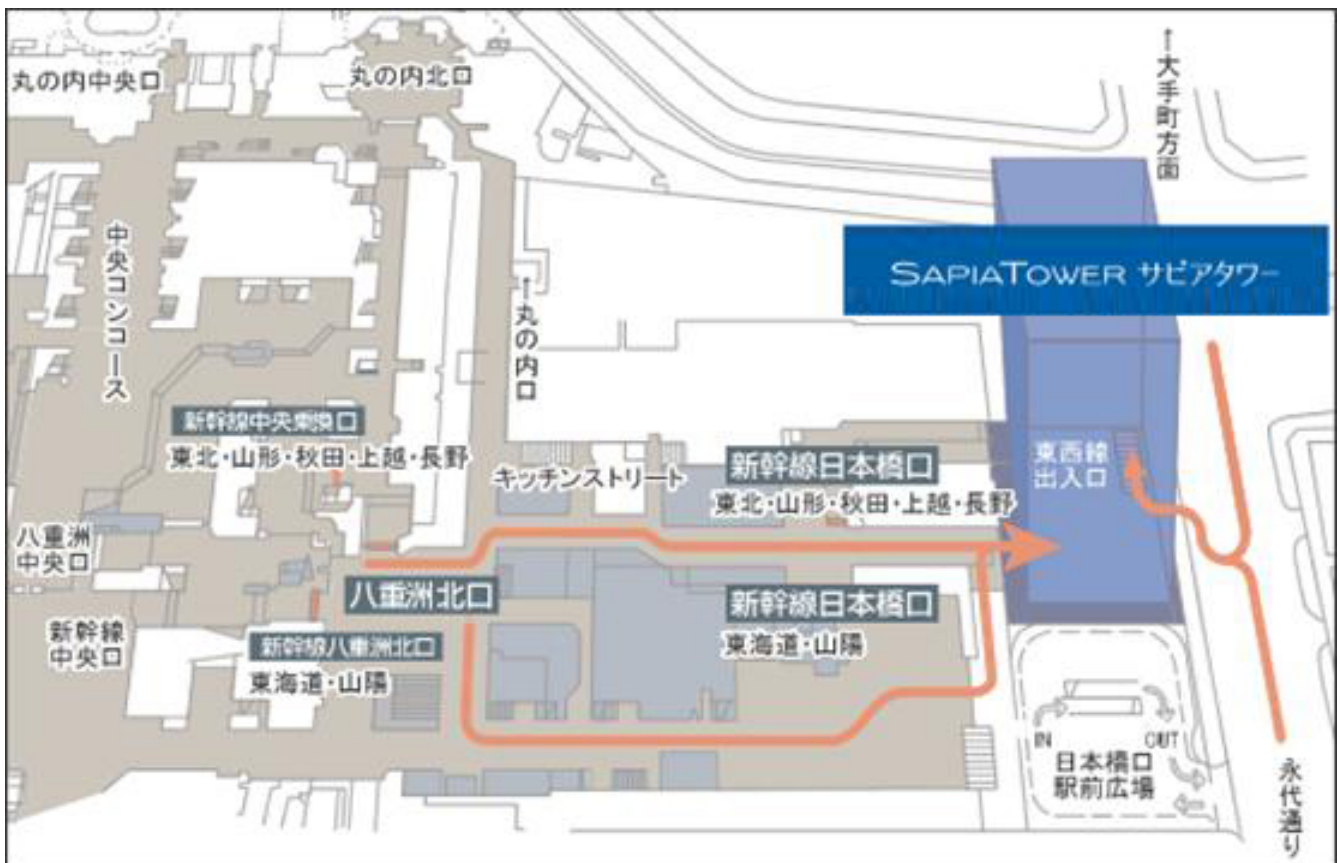 丸の内中央口
丸の内北口
↑大手町方面
SAPIATOWER サピアタワー
中央コンコース
↑丸の内口
新幹線中央乗換口
東北・山形・秋田・上越・長野
キッチンストリート
新幹線日本橋口
東北・山形・秋田・上越・長野
東西線
出入口
八重洲
中央口
八重洲北口
新幹線日本橋口
東海道・山陽
新幹線
中央口
新幹線八重洲北口
東海道・山陽
IN
OUT
日本橋口
駅前広場
永代通り